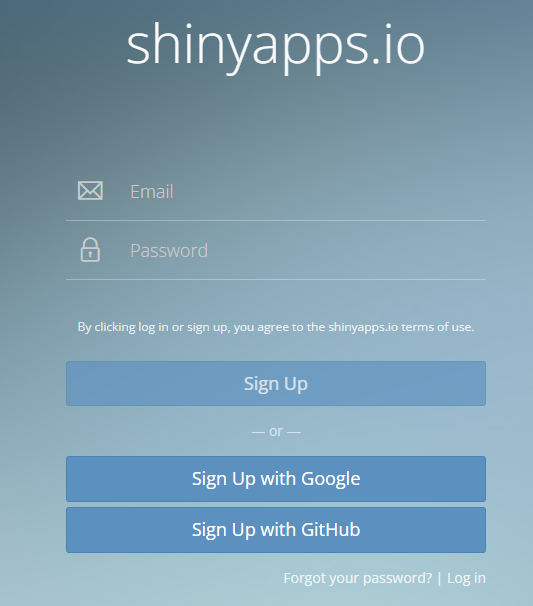 shinyapps.io
Email
Password
By clicking log in or sign up, you agree to the shinyapps.io terms of use.
Sign Up
— or —
Sign Up with Google
Sign Up with GitHub
Forgot your password? | Log in